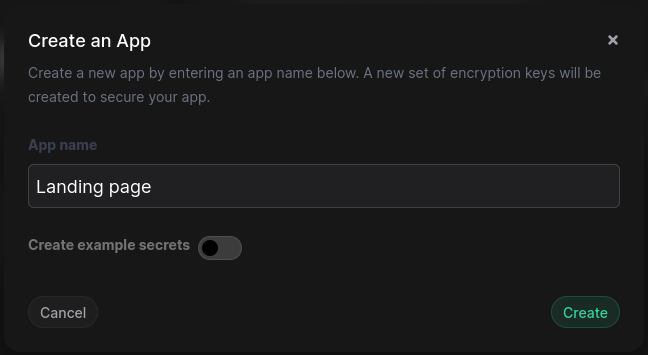 Create an App
Create a new app by entering an app name below. A new set of encryption keys will be
created to secure your app.
App name
Landing page
Create example secrets
Cancel
Create